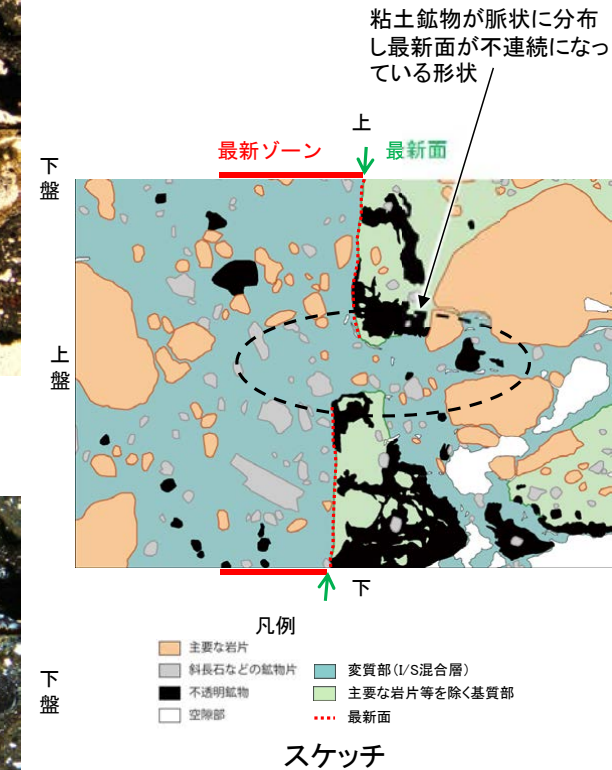 粘土鉱物が脈状に分布
し最新面が不連続になっ
ている形状
上
最新ゾーン
最新面
下
盤
上
盤
下
凡例
主要な岩片
斜長石などの鉱物片
不透明鉱物
空隙部
変質部(I/S混合層)
主要な岩片等を除く基質部
最新面
下
盤
スケッチ